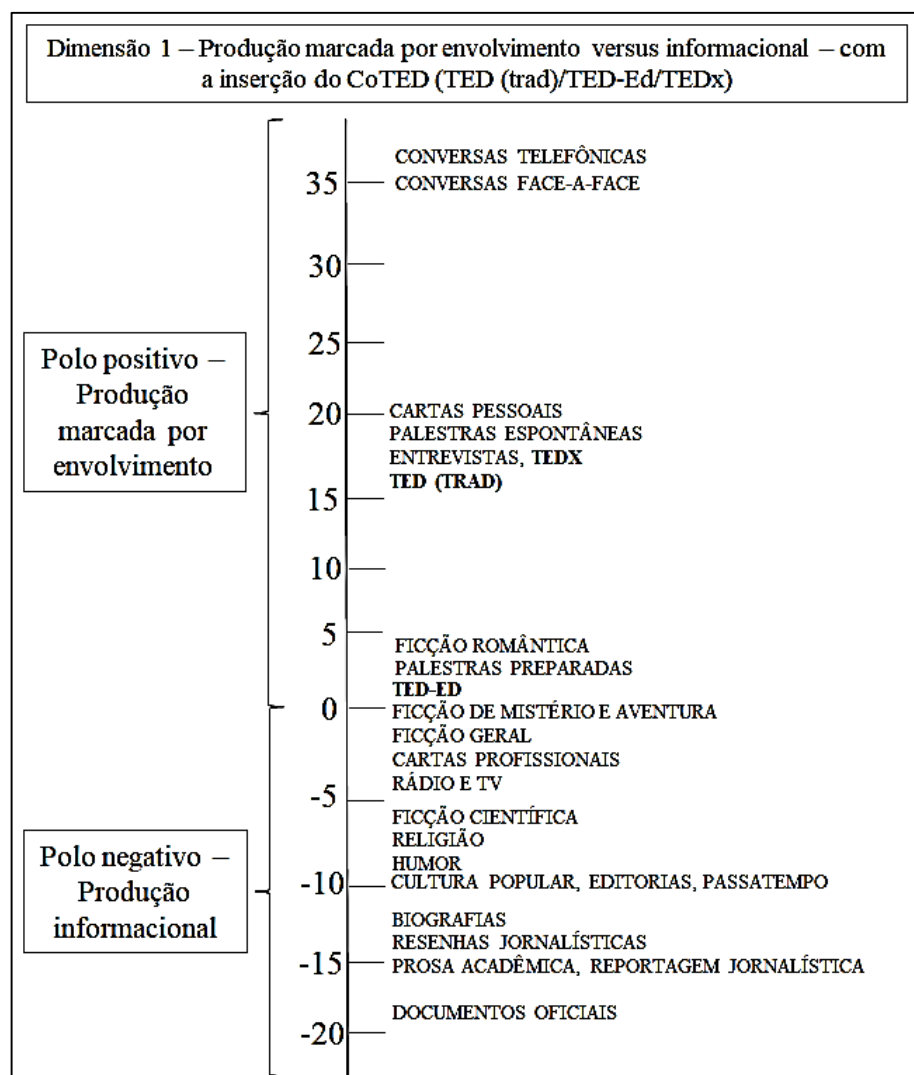 Dimensão 1 – Produção marcada por envolvimento versus informacional – com
a inserção do CoTED (TED (trad)/TED-Ed/TEDx)
CONVERSAS TELEFÔNICAS
35 CONVERSAS FACE-A-FACE
30
25
Polo positivo –
Produção
marcada por
envolvimento
20 CARTAS PESSOAIS
PALESTRAS ESPONTÂNEAS
ENTREVISTAS, TEDX
TED (TRAD)
15
10
5
FICÇÃO ROMÂNTICA
PALESTRAS PREPARADAS
TED-ED
0 FICÇÃO DE MISTÉRIO E AVENTURA
FICÇÃO GERAL
CARTAS PROFISSIONAIS
RÁDIO E TV
-5
FICÇÃO CIENTÍFICA
RELIGIÃO
HUMOR
Polo negativo –
Produção
informacional
-10 CULTURA POPULAR, EDITORIAS, PASSATEMPO
BIOGRAFIAS
RESENHAS JORNALÍSTICAS
-15 PROSA ACADÊMICA, REPORTAGEM JORNALÍSTICA
DOCUMENTOS OFICIAIS
-20